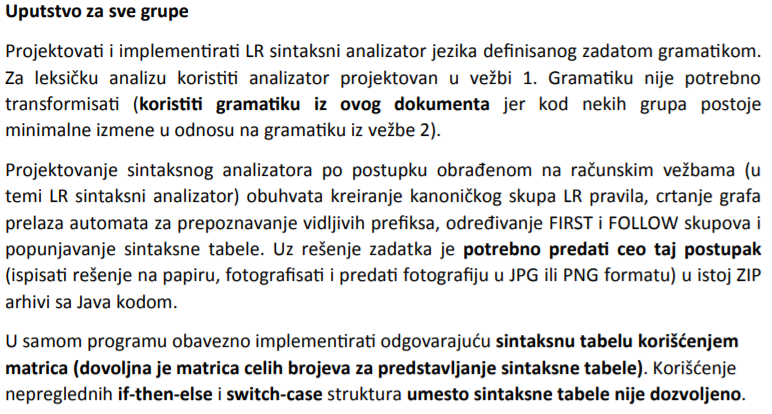 Uputstvo za sve grupe
Projektovati i implementirati LR sintaksni analizator jezika definisanog zadatom gramatikom.
Za leksičku analizu koristiti analizator projektovan u vežbi 1. Gramatiku nije potrebno
transformisati (koristiti gramatiku iz ovog dokumenta jer kod nekih grupa postoje
minimalne izmene u odnosu na gramatiku iz vežbe 2).
Projektovanje sintaksnog analizatora po postupku obrađenom na računskim vežbama (u
temi LR sintaksni analizator) obuhvata kreiranje kanoničkog skupa LR pravila, crtanje grafa
prelaza automata za prepoznavanje vidljivih prefiksa, određivanje FIRST i FOLLOW skupova i
popunjavanje sintaksne tabele. Uz rešenje zadatka je potrebno predati ceo taj postupak
(ispisati rešenje na papiru, fotografisati i predati fotografiju u JPG ili PNG formatu) u istoj ZIP
arhivi sa Java kodom.
U samom programu obavezno implementirati odgovarajuću sintaksnu tabelu korišćenjem
matrica (dovoljna je matrica celih brojeva za predstavljanje sintaksne tabele). Korišćenje
nepreglednih if-then-else i switch-case struktura umesto sintaksne tabele nije dozvoljeno.